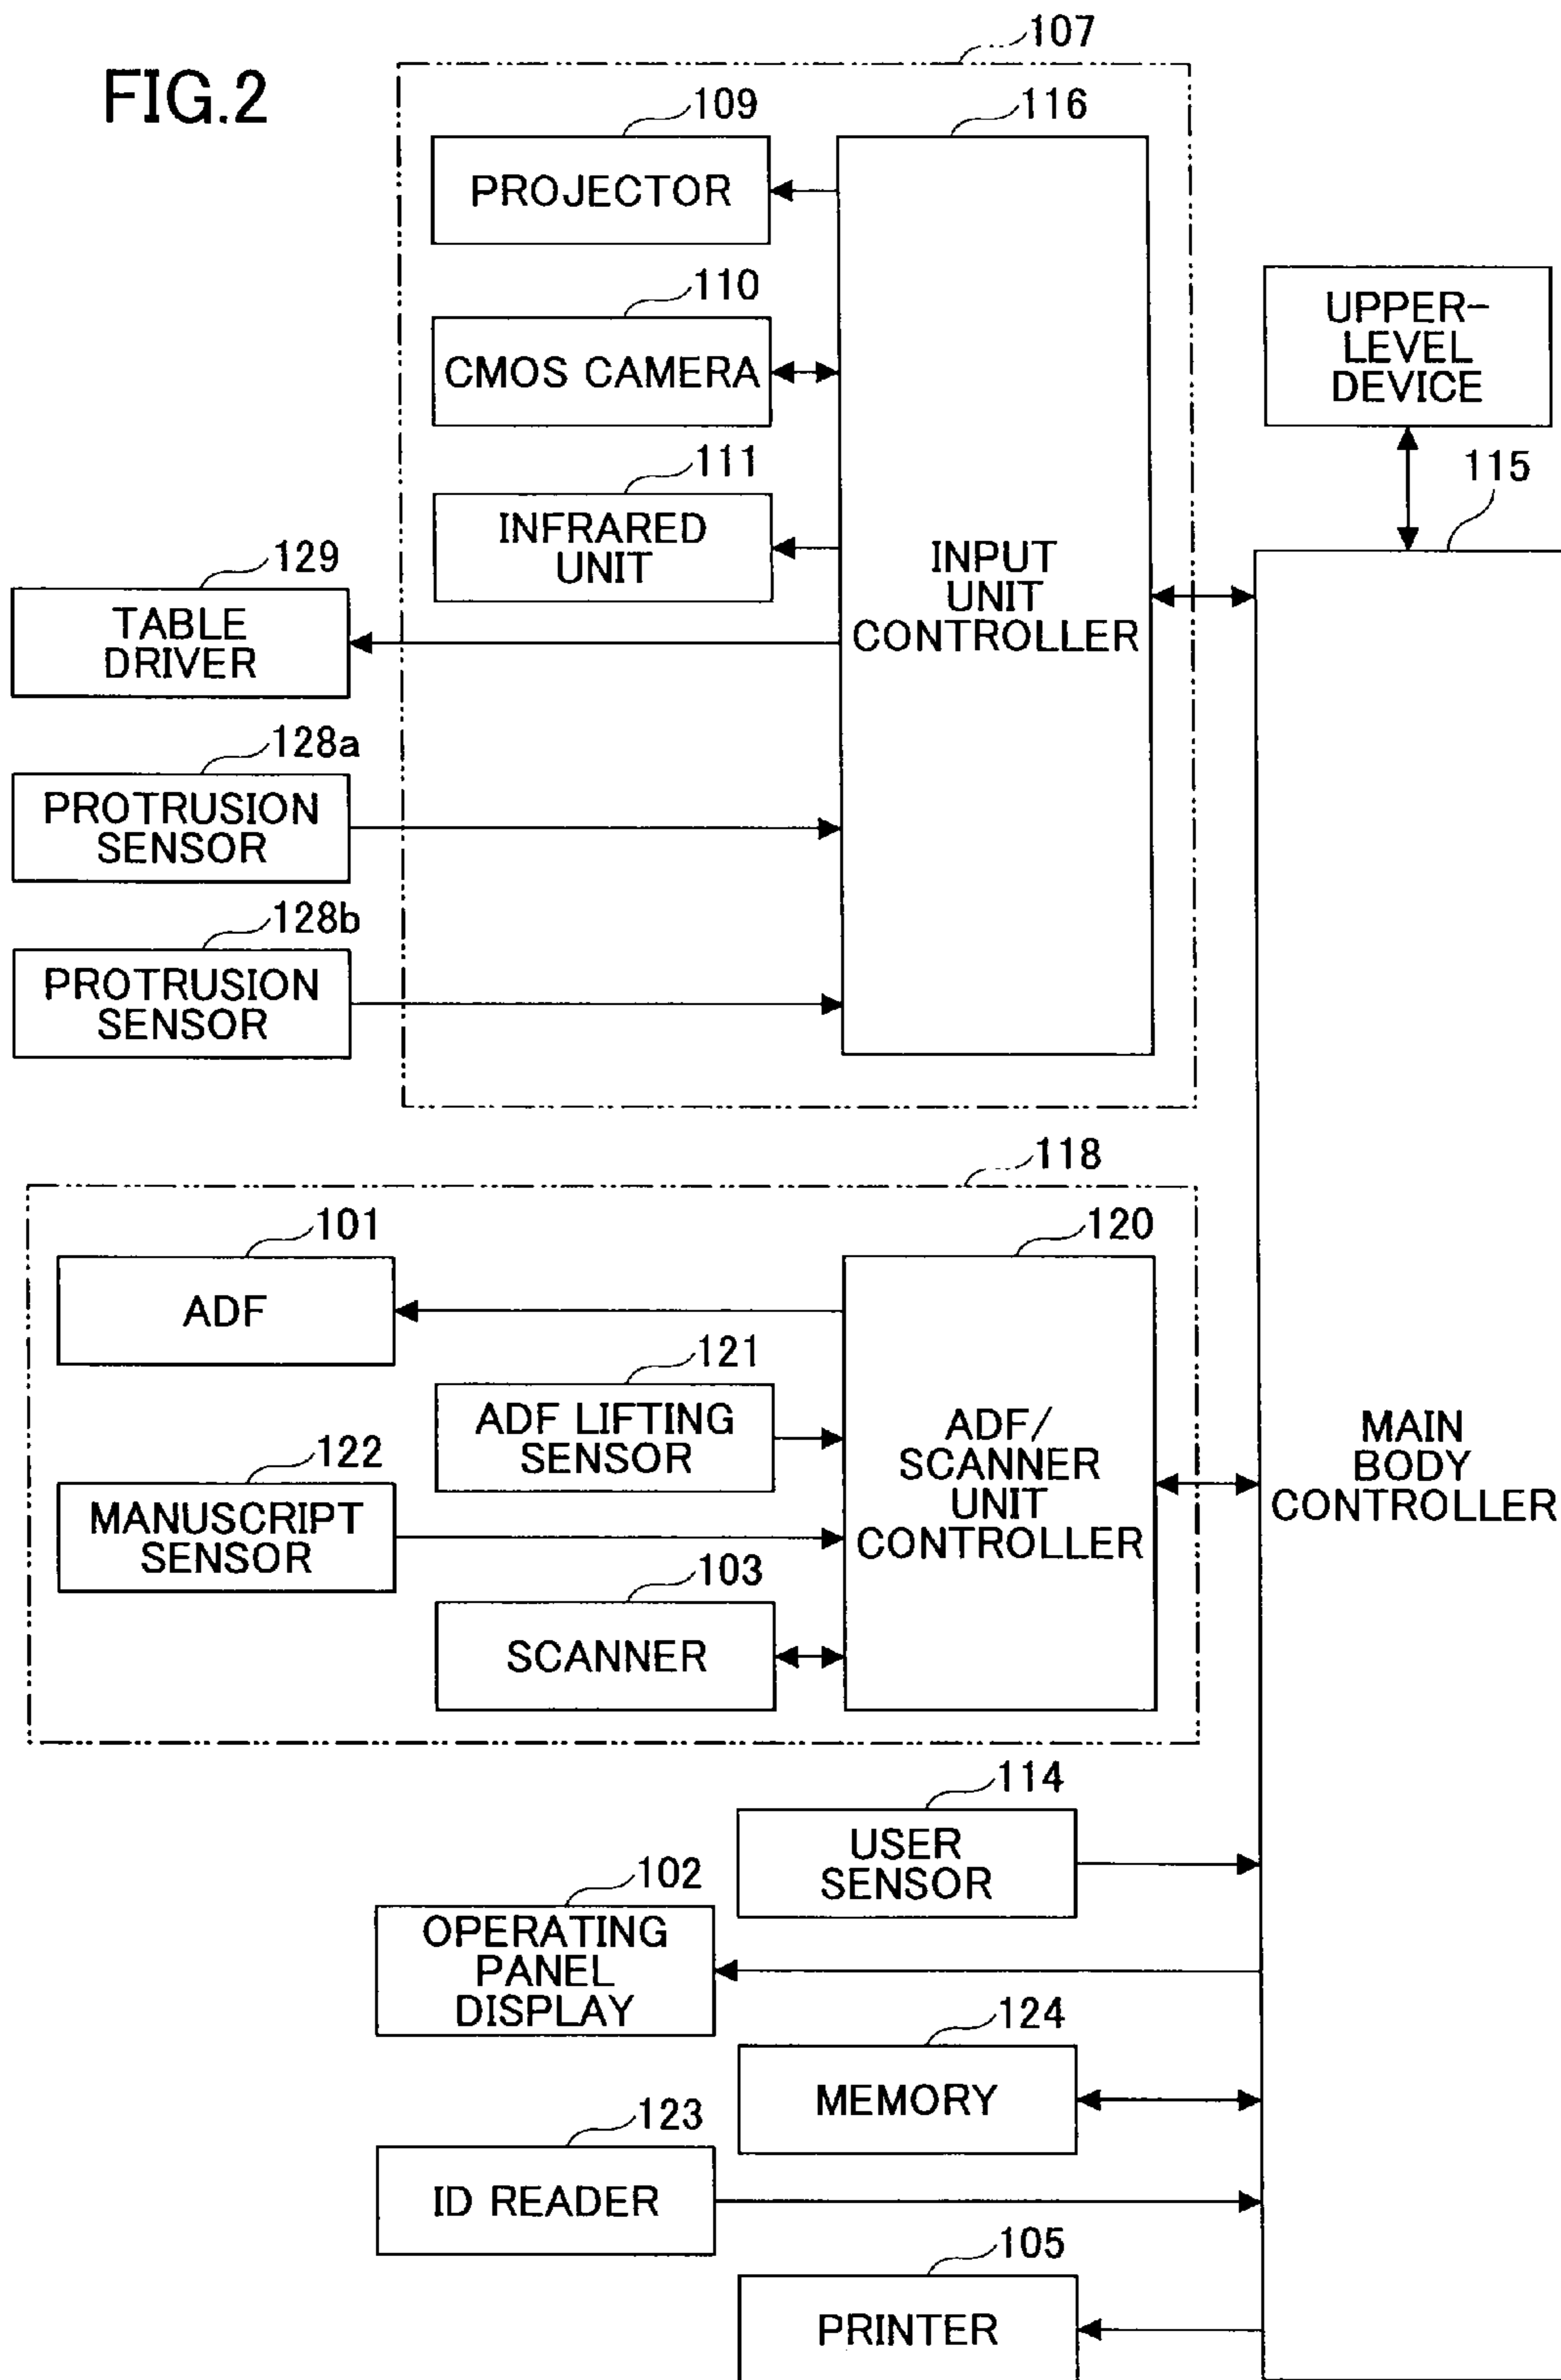 FIG.2
107
109
PROJECTOR
116
INPUT
UNIT
CONTROLLER
110
CMOS CAMERA
111
INFRARED
UNIT
UPPER-
LEVEL
DEVICE
115
129
TABLE
DRIVER
128a
PROTRUSION
SENSOR
128b
PROTRUSION
SENSOR
118
101
ADF
120
ADF/
SCANNER
UNIT
CONTROLLER
121
ADF LIFTING
SENSOR
122
MANUSCRIPT
SENSOR
103
SCANNER
MAIN
BODY
CONTROLLER
114
USER
SENSOR
102
OPERATING
PANEL
DISPLAY
124
MEMORY
123
ID READER
105
PRINTER